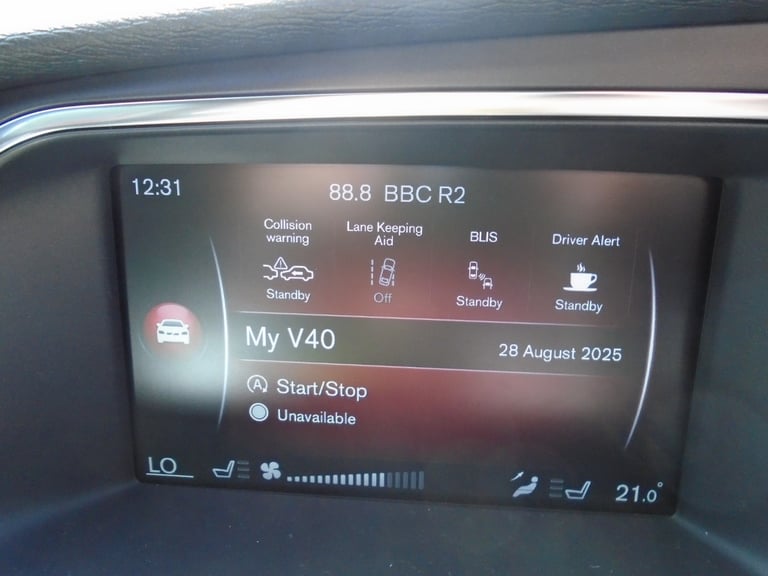 12:31
88.8 BBC R2
Collision
warning
Standby
Lane Keeping
Aid
Off
BLIS
Standby
Driver Alert
Standby
My V40
28 August 2025
A Start/Stop
Unavailable
LO
21.0°